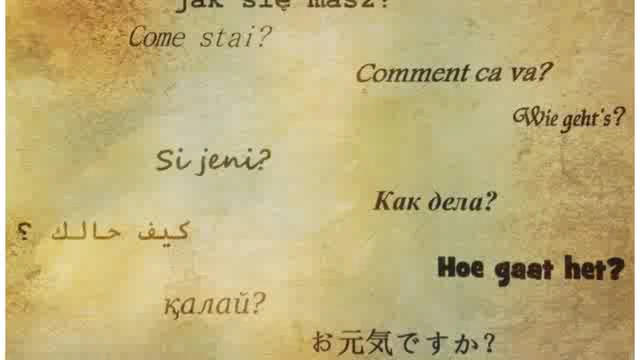 jak się masz?
Come stai?
Comment ca va?
Wie geht's?
Si jeni?
Как дела?
كيف حالك ؟
Hoe gaat het?
қалай?
お元気ですか?